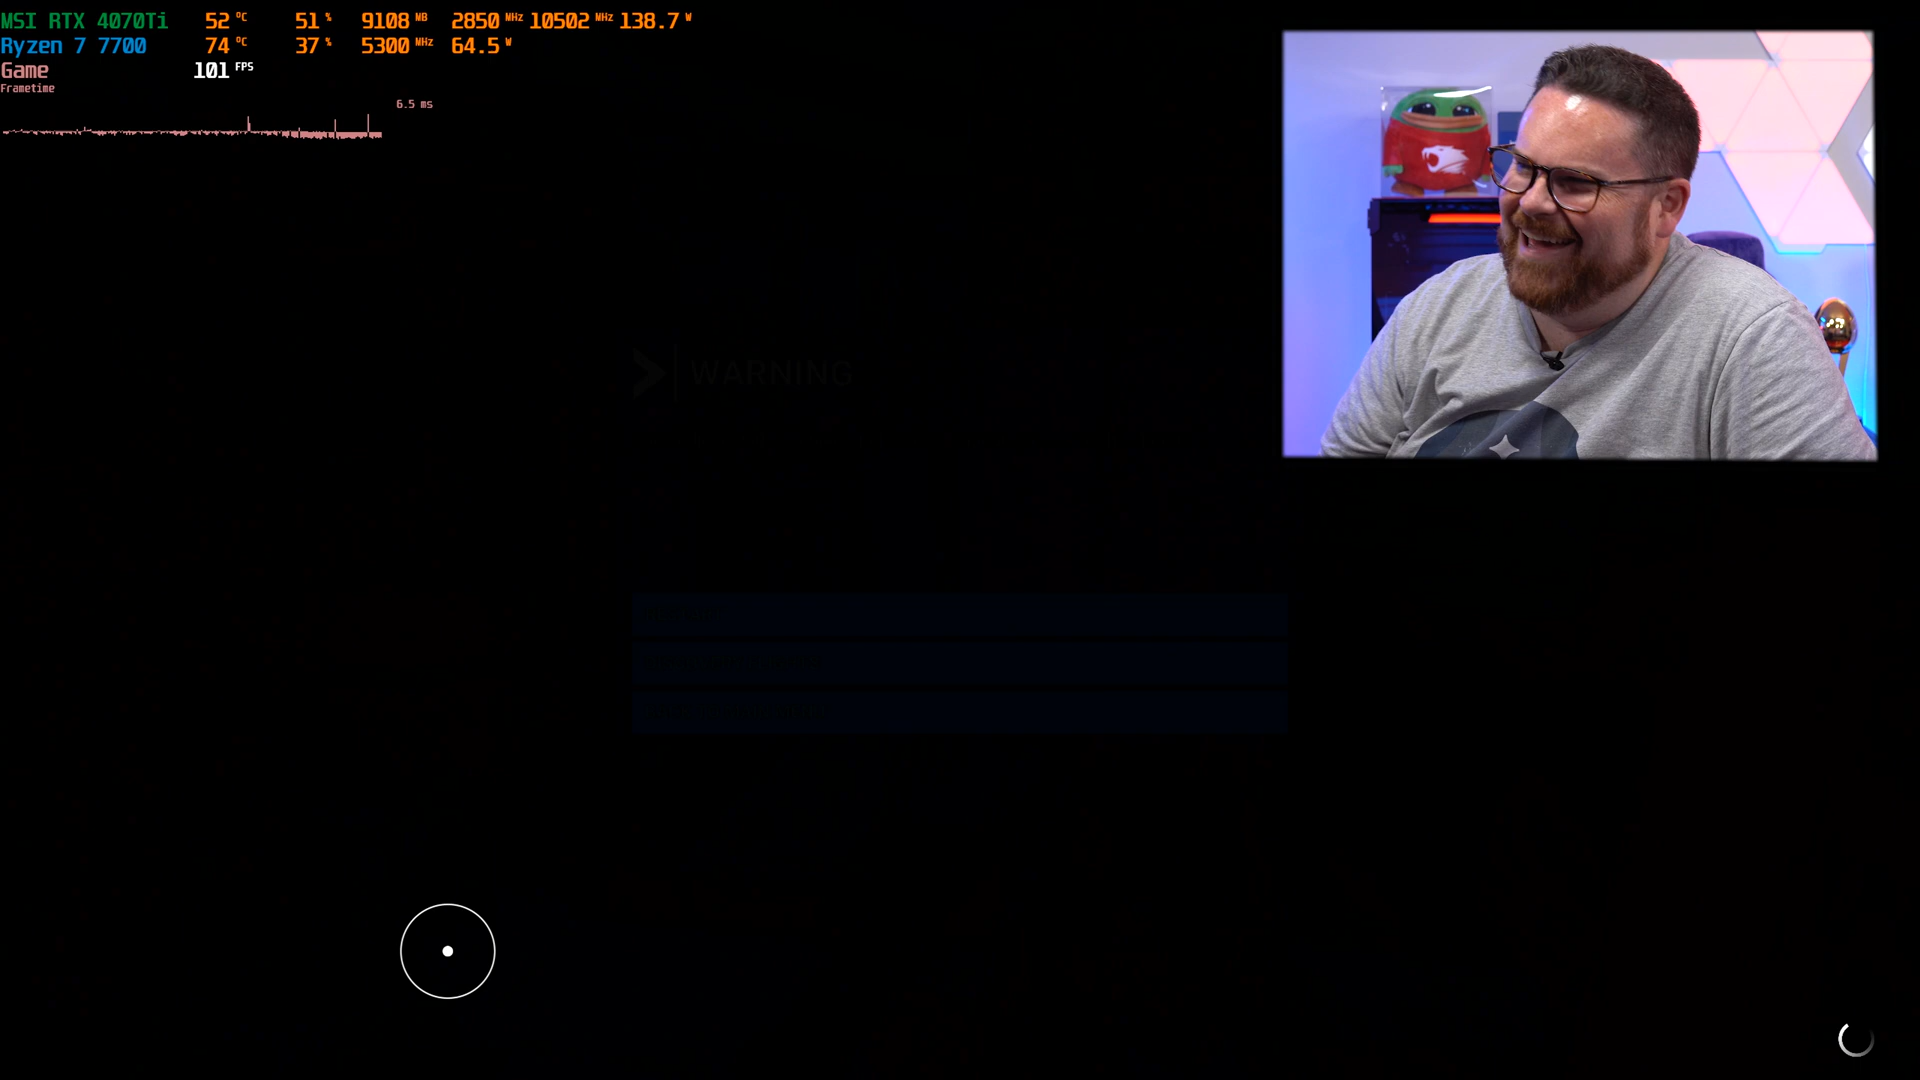 MSI RTX 4070Ti 52 °C 51 % 9108 MB 2850 MHz 10502 MHz 138.7 W
Ryzen 7 7700 74 °C 37 % 5300 MHz 64.5 W
Game 101 FPS
Frametime
6.5 ms
WARNING